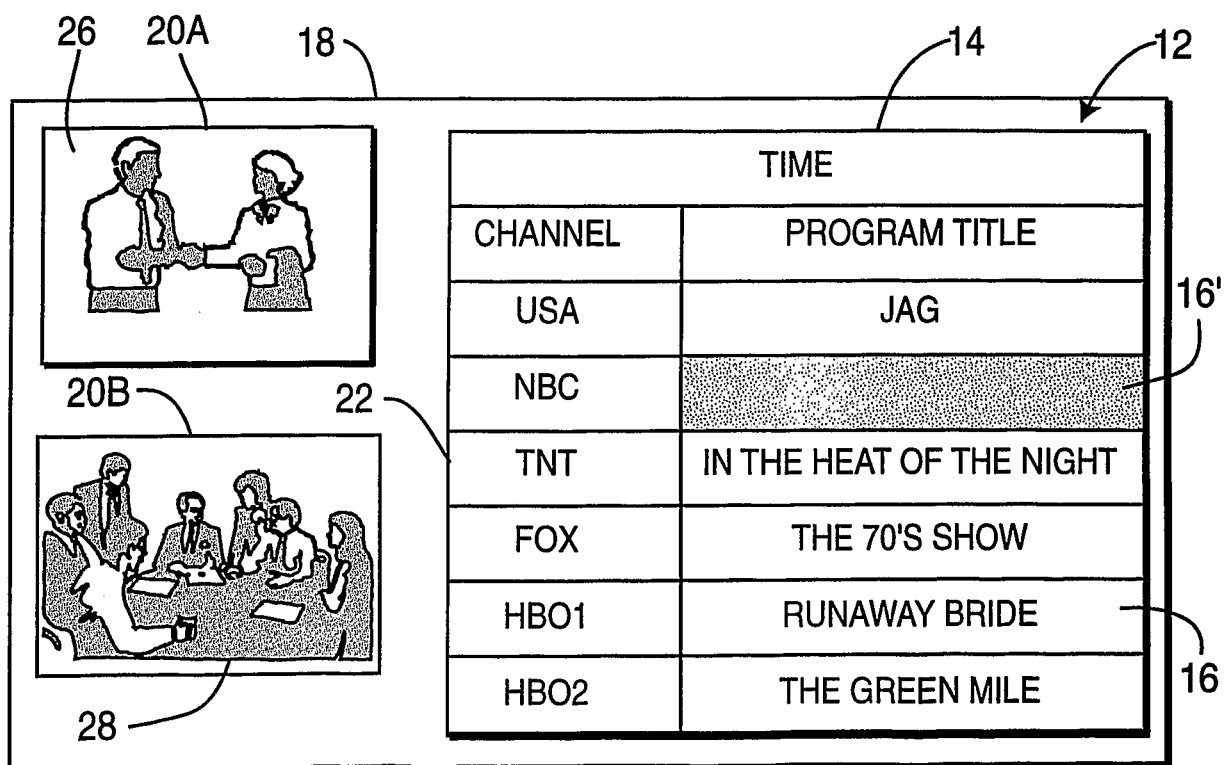 26 20A 18 14 12
TIME
CHANNEL PROGRAM TITLE
USA JAG
16'
NBC
20B 22
TNT IN THE HEAT OF THE NIGHT
FOX THE 70'S SHOW
HBO1 RUNAWAY BRIDE
16
HBO2 THE GREEN MILE
28